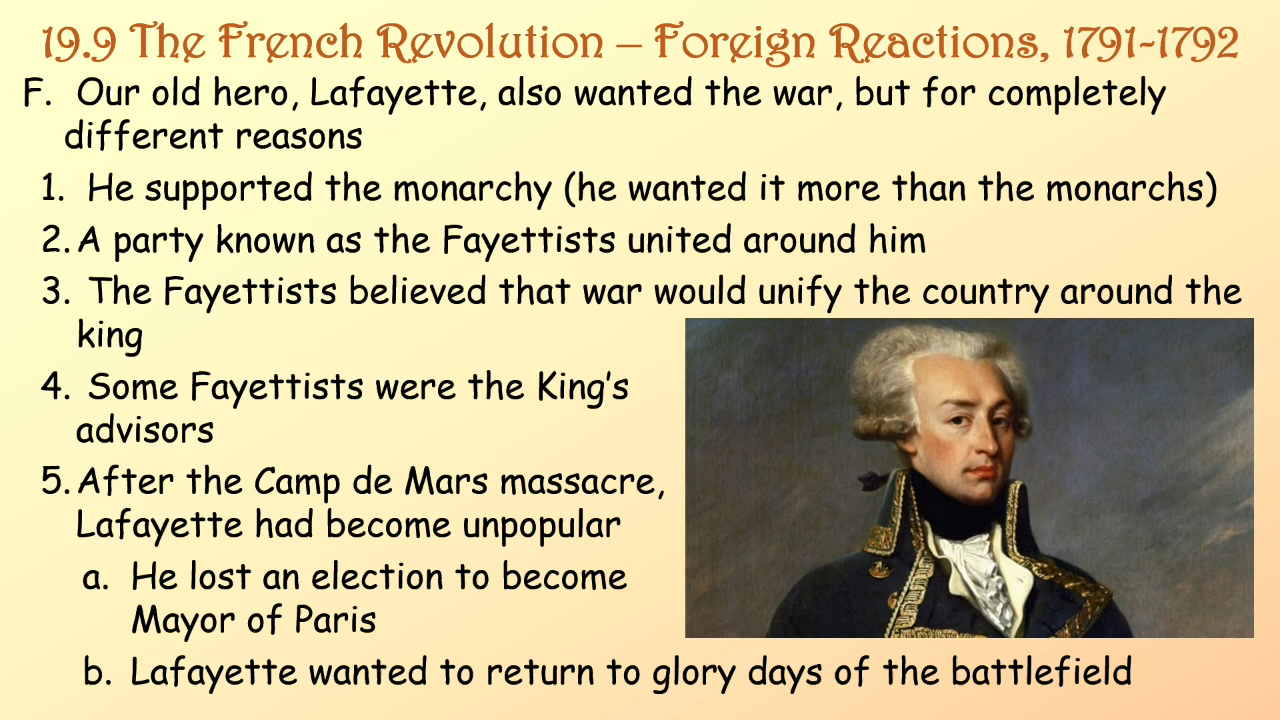 19.9 The French Revolution – Foreign Reactions, 1791-1792
F. Our old hero, Lafayette, also wanted the war, but for completely
different reasons
1. He supported the monarchy (he wanted it more than the monarchs)
2. A party known as the Fayettists united around him
3. The Fayettists believed that war would unify the country around the
king
4. Some Fayettists were the King’s
advisors
5. After the Camp de Mars massacre,
Lafayette had become unpopular
a. He lost an election to become
Mayor of Paris
b. Lafayette wanted to return to glory days of the battlefield